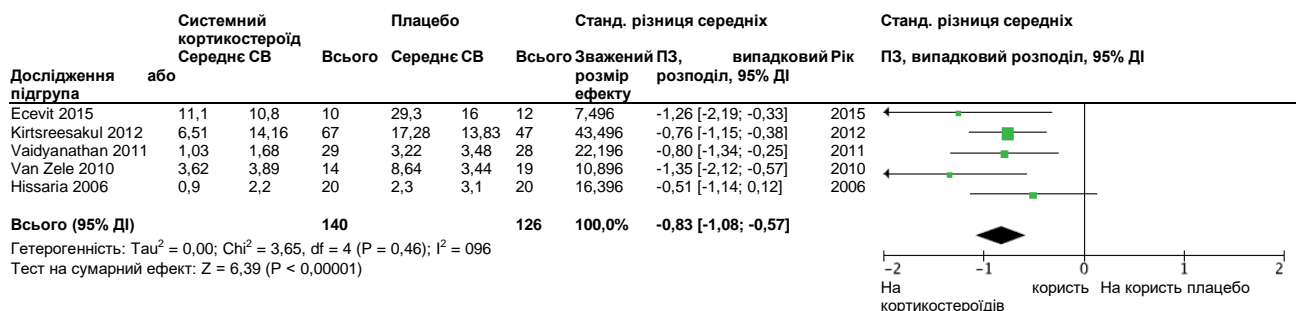 Системний кортикостероїд Плацебо Станд. різниця середніх Станд. різниця середніх
Дослідження або підгрупа Середнє СВ Всього Середнє СВ Всього Зважений розмір ефекту ПЗ, випадковий розподіл, 95% ДІ Рік ПЗ, випадковий розподіл, 95% ДІ
Ecevit 2015 11,1 10,8 10 29,3 16 12 7,496 -1,26 [-2,19; -0,33] 2015
Kirtsreesakul 2012 6,51 14,16 67 17,28 13,83 47 43,496 -0,76 [-1,15; -0,38] 2012
Vaidyanathan 2011 1,03 1,68 29 3,22 3,48 28 22,196 -0,80 [-1,34; -0,25] 2011
Van Zele 2010 3,62 3,89 14 8,64 3,44 19 10,896 -1,35 [-2,12; -0,57] 2010
Hissaria 2006 0,9 2,2 20 2,3 3,1 20 16,396 -0,51 [-1,14; 0,12] 2006
Всього (95% ДІ) 140 126 100,0% -0,83 [-1,08; -0,57]
Гетерогенність: Tau² = 0,00; Chi² = 3,65, df = 4 (P = 0,46); I² = 096
Тест на сумарний ефект: Z = 6,39 (P < 0,00001)
-2 -1 0 1 2
На користь кортикостероїдів На користь плацебо